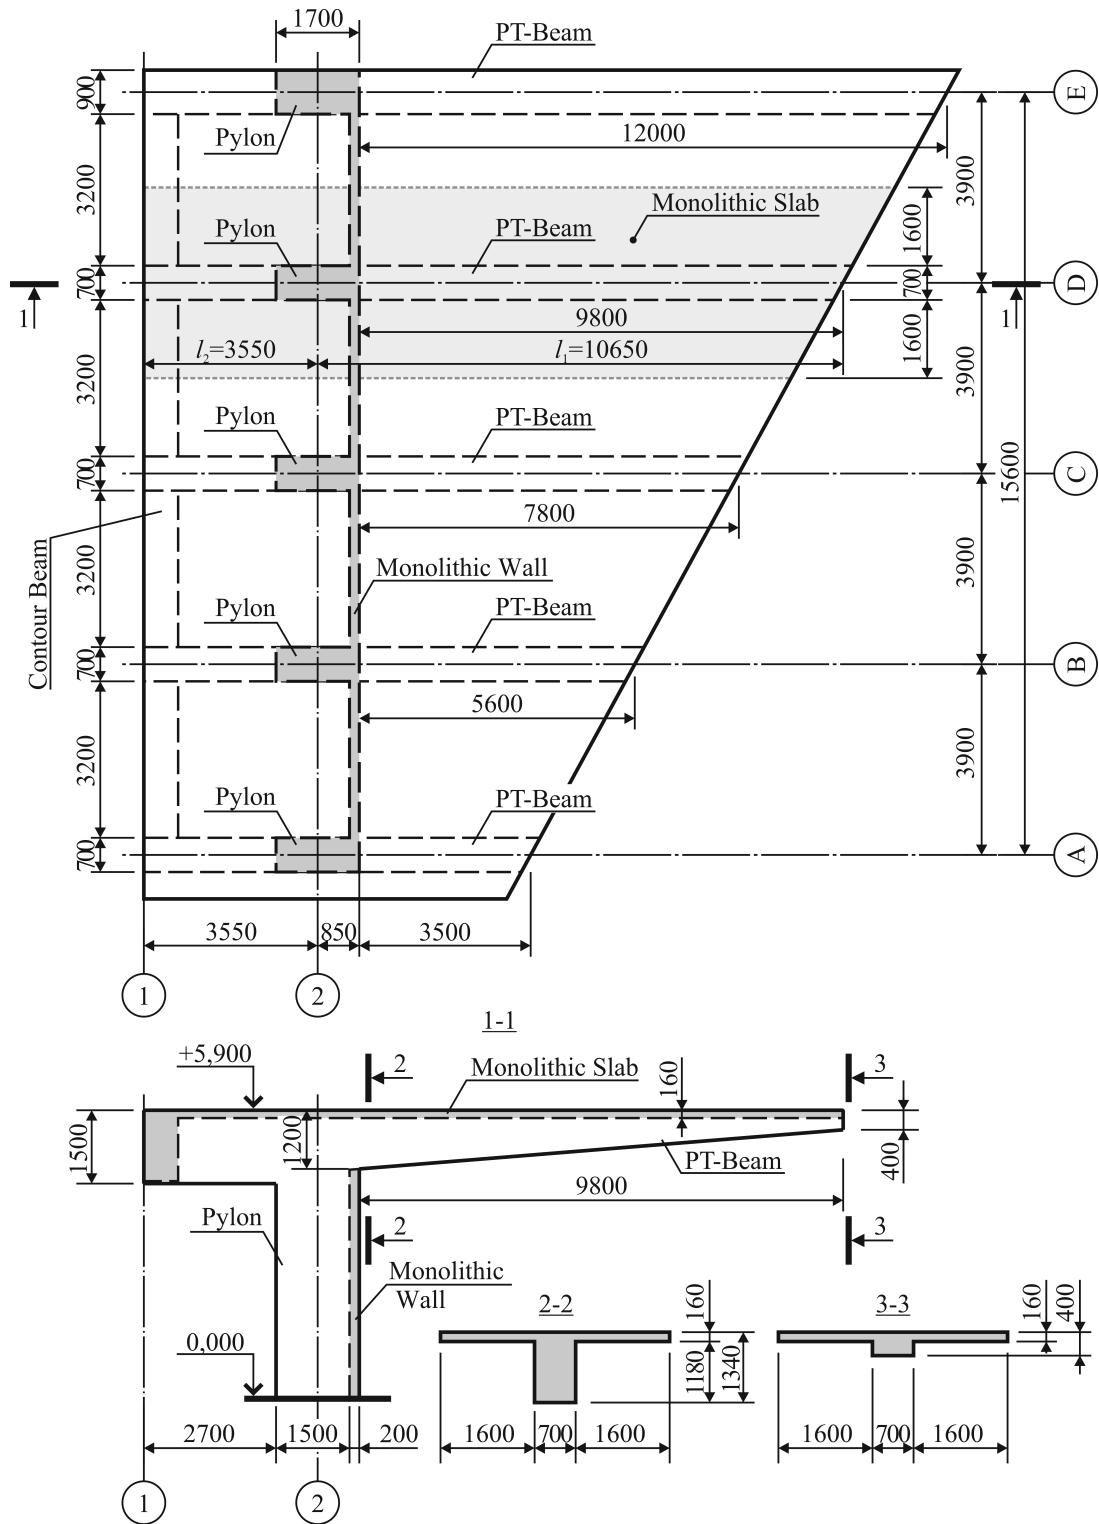 1700
PT-Beam
900
E
Pylon
12000
3200
3900
Monolithic Slab
1600
Pylon
PT-Beam
700
700
D
1
1
9800
l₂=3550
l₁=10650
1600
3200
3900
Pylon
PT-Beam
700
C
15600
7800
Contour Beam
3200
Monolithic Wall
3900
Pylon
PT-Beam
700
B
5600
3200
3900
Pylon
PT-Beam
700
A
3550
850
3500
1
2
1-1
+5,900
2
Monolithic Slab
160
3
1500
1200
PT-Beam
400
9800
Pylon
2
3
Monolithic
Wall
2-2
160
3-3
160
400
0,000
1180
1340
2700
1500
200
1600
700
1600
1600
700
1600
1
2